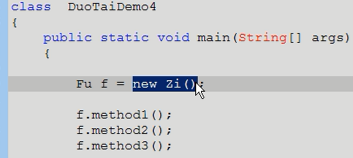 class DuoTaiDemo4
{
public static void main(String[] args)
{
Fu f = new Zi();
f.method1();
f.method2();
f.method3();